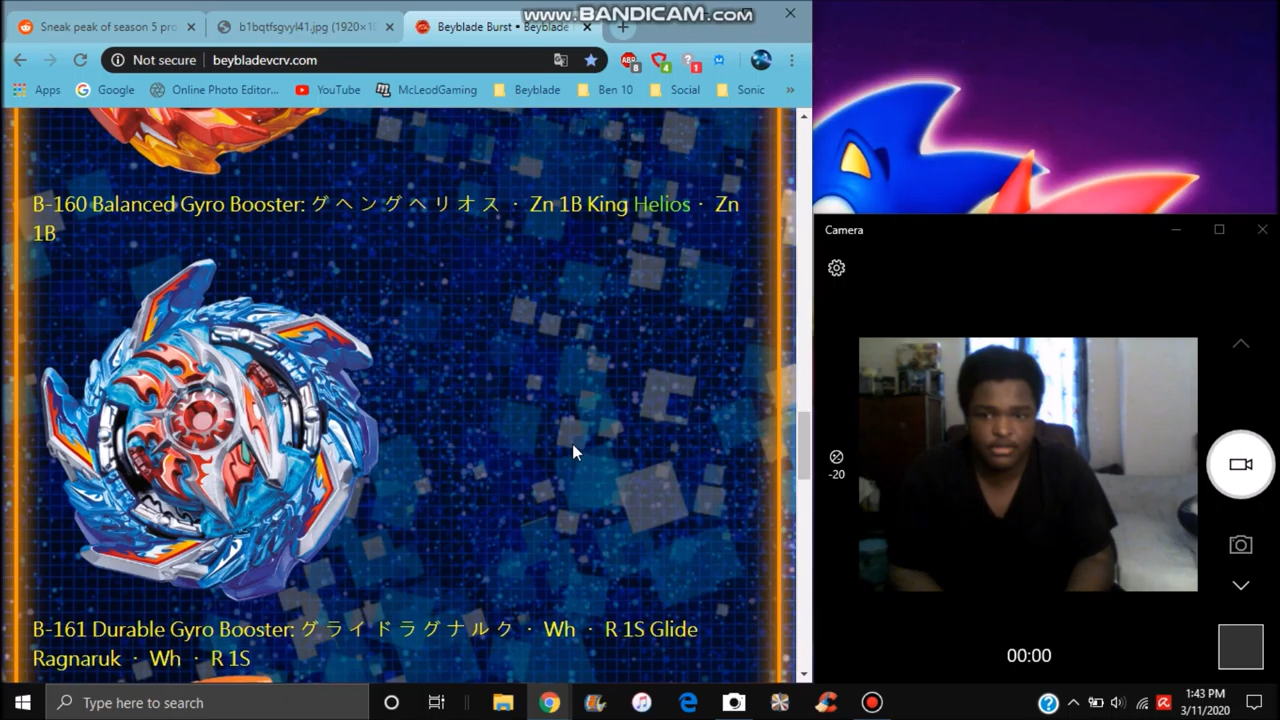 www.BANDICAM.com
Sneak peak of season 5 pro
b1bqtfsgvyl41.jpg (1920×1
Beyblade Burst • Beyblade
Not secure
beybladevcrv.com
ABP
8
4
1
Apps
Google
Online Photo Editor...
YouTube
McLeodGaming
Beyblade
Ben 10
Social
Sonic
B-160 Balanced Gyro Booster: グヘングヘリオス · Zn 1B King Helios · Zn
1B
B-161 Durable Gyro Booster: グライドラグナルク · Wh · R 1S Glide
Ragnaruk · Wh · R 1S
Camera
-20
00:00
Type here to search
1:43 PM
3/11/2020